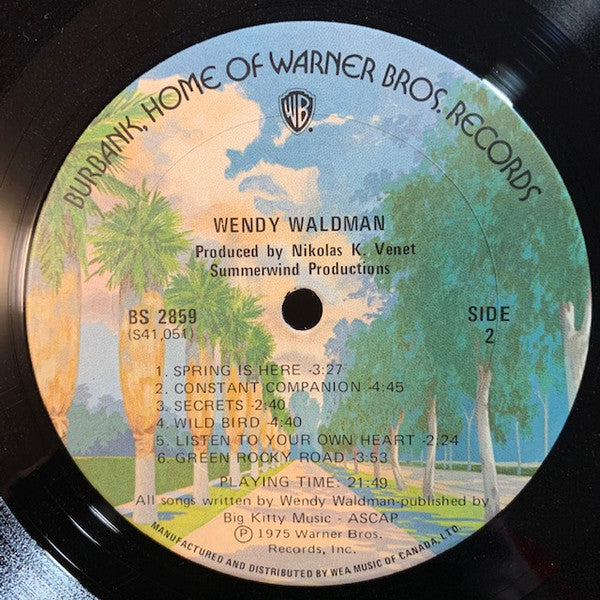 BURBANK, HOME OF WARNER BROS. RECORDS
WB
WENDY WALDMAN
Produced by Nikolas K. Venet
Summerwind Productions
BS 2859
(S41,051)
SIDE
2
1. SPRING IS HERE -3:27
2. CONSTANT COMPANION -4:45
3. SECRETS -2:40
4. WILD BIRD -4:40
5. LISTEN TO YOUR OWN HEART -2:24
6. GREEN ROCKY ROAD -3:53
PLAYING TIME: 21:49
All songs written by Wendy Waldman-published by
Big Kitty Music - ASCAP
Ⓟ 1975 Warner Bros.
Records, Inc.
MANUFACTURED AND DISTRIBUTED BY WEA MUSIC OF CANADA, LTD.